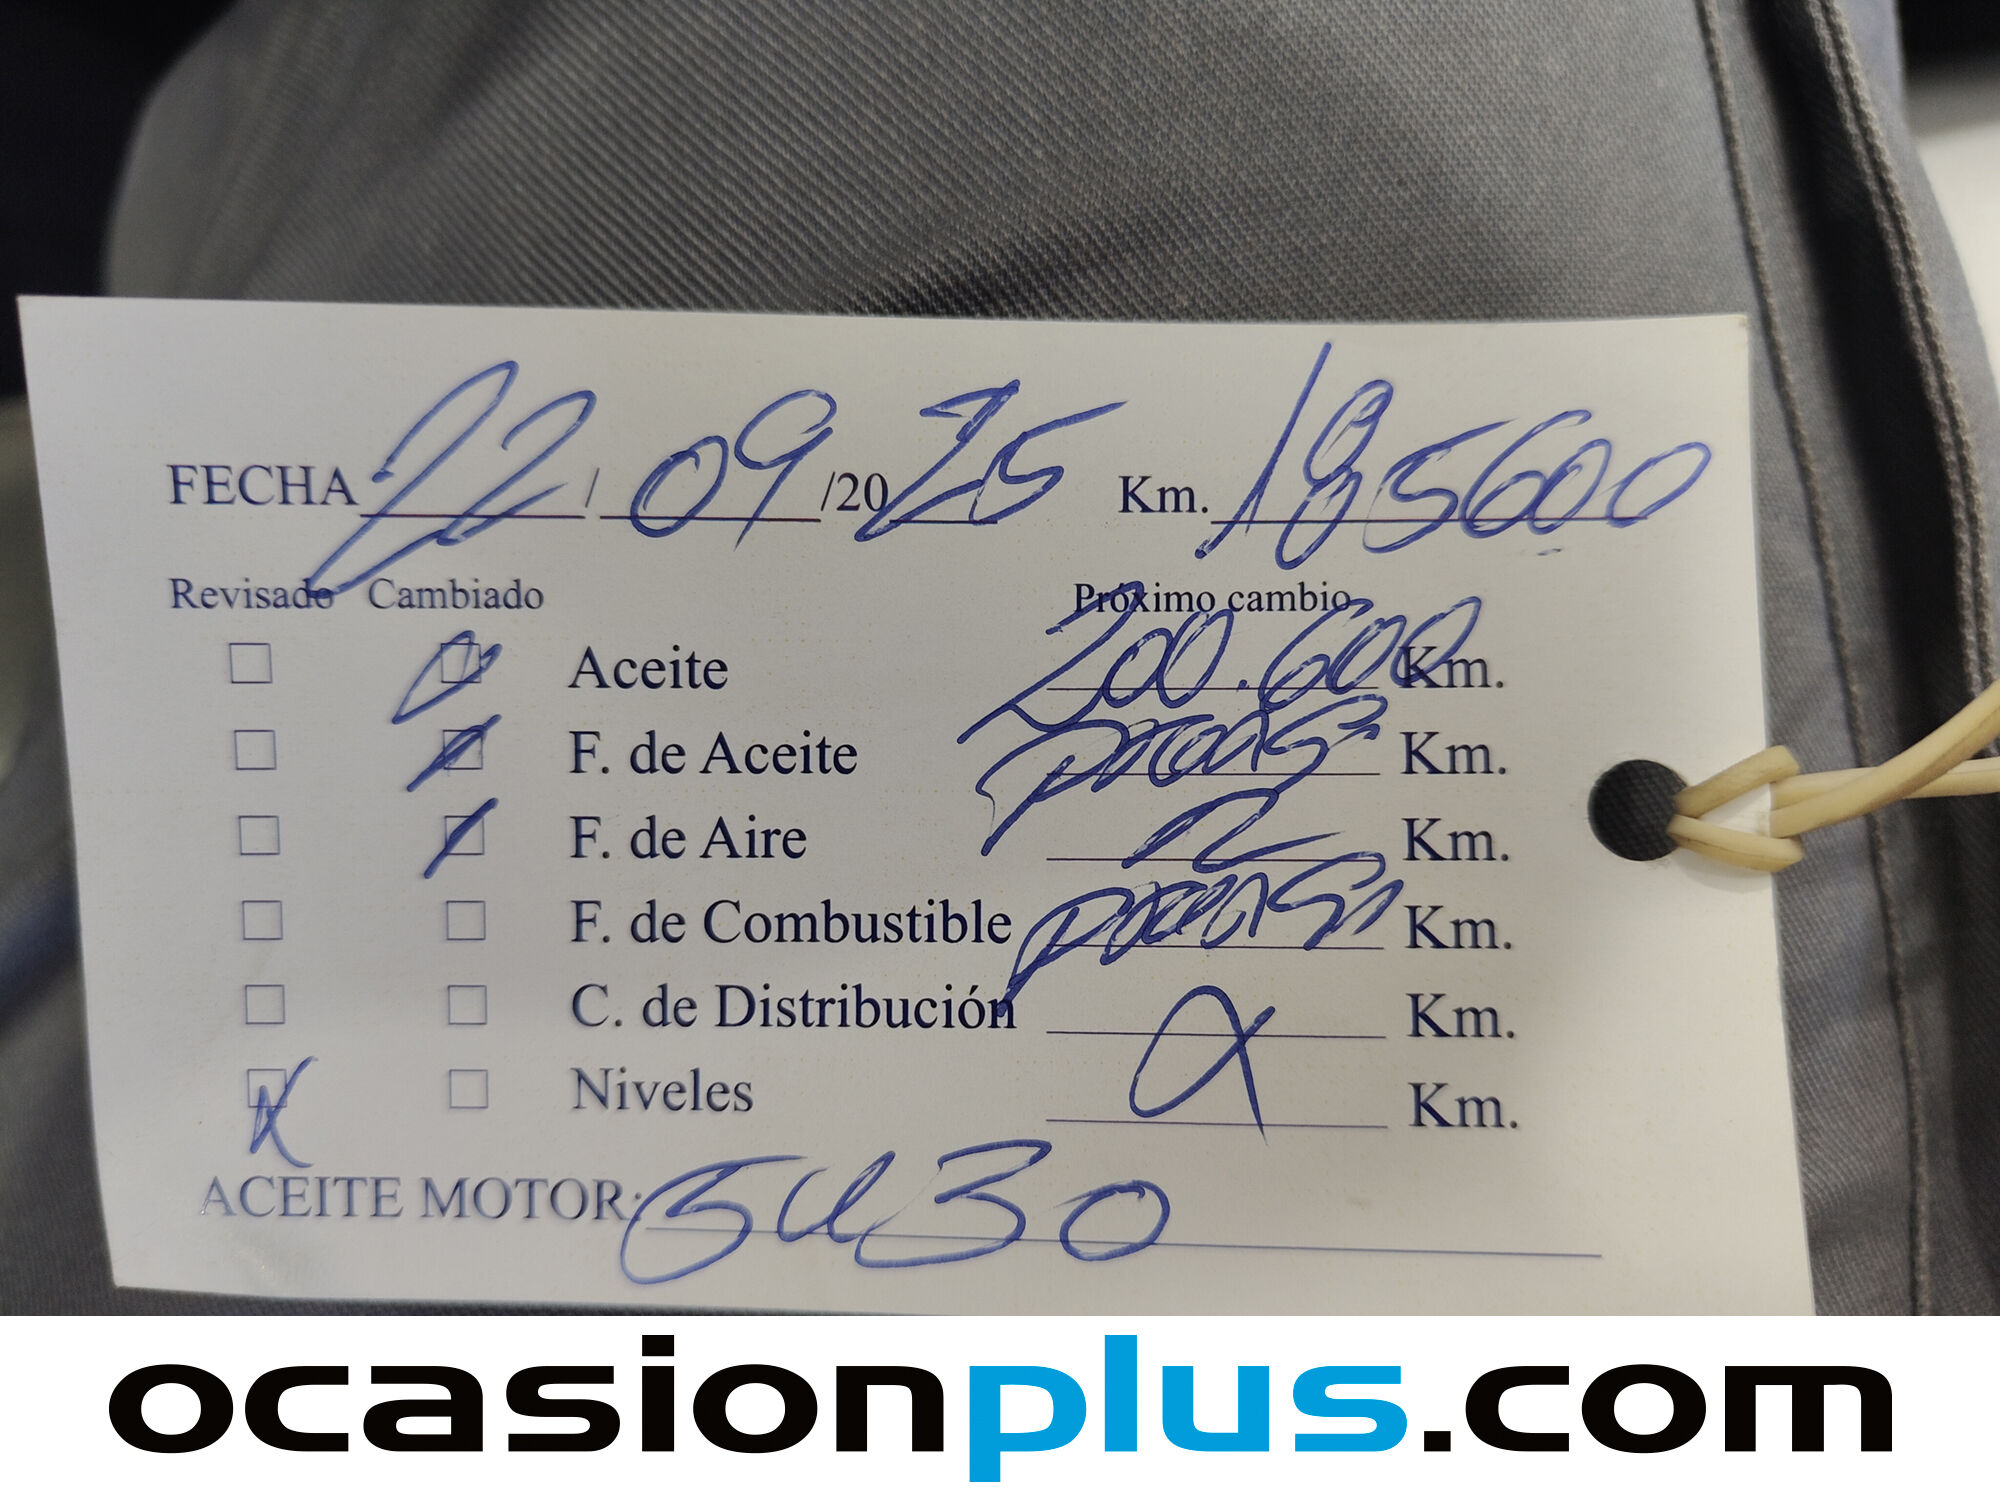 FECHA 22/09/2025 Km. 185600
Revisado Cambiado Próximo cambio
Aceite 200.600 Km.
F. de Aceite Km.
F. de Aire Km.
F. de Combustible Km.
C. de Distribución Km.
Niveles Km.
ACEITE MOTOR: 5W30
ocasionplus.com